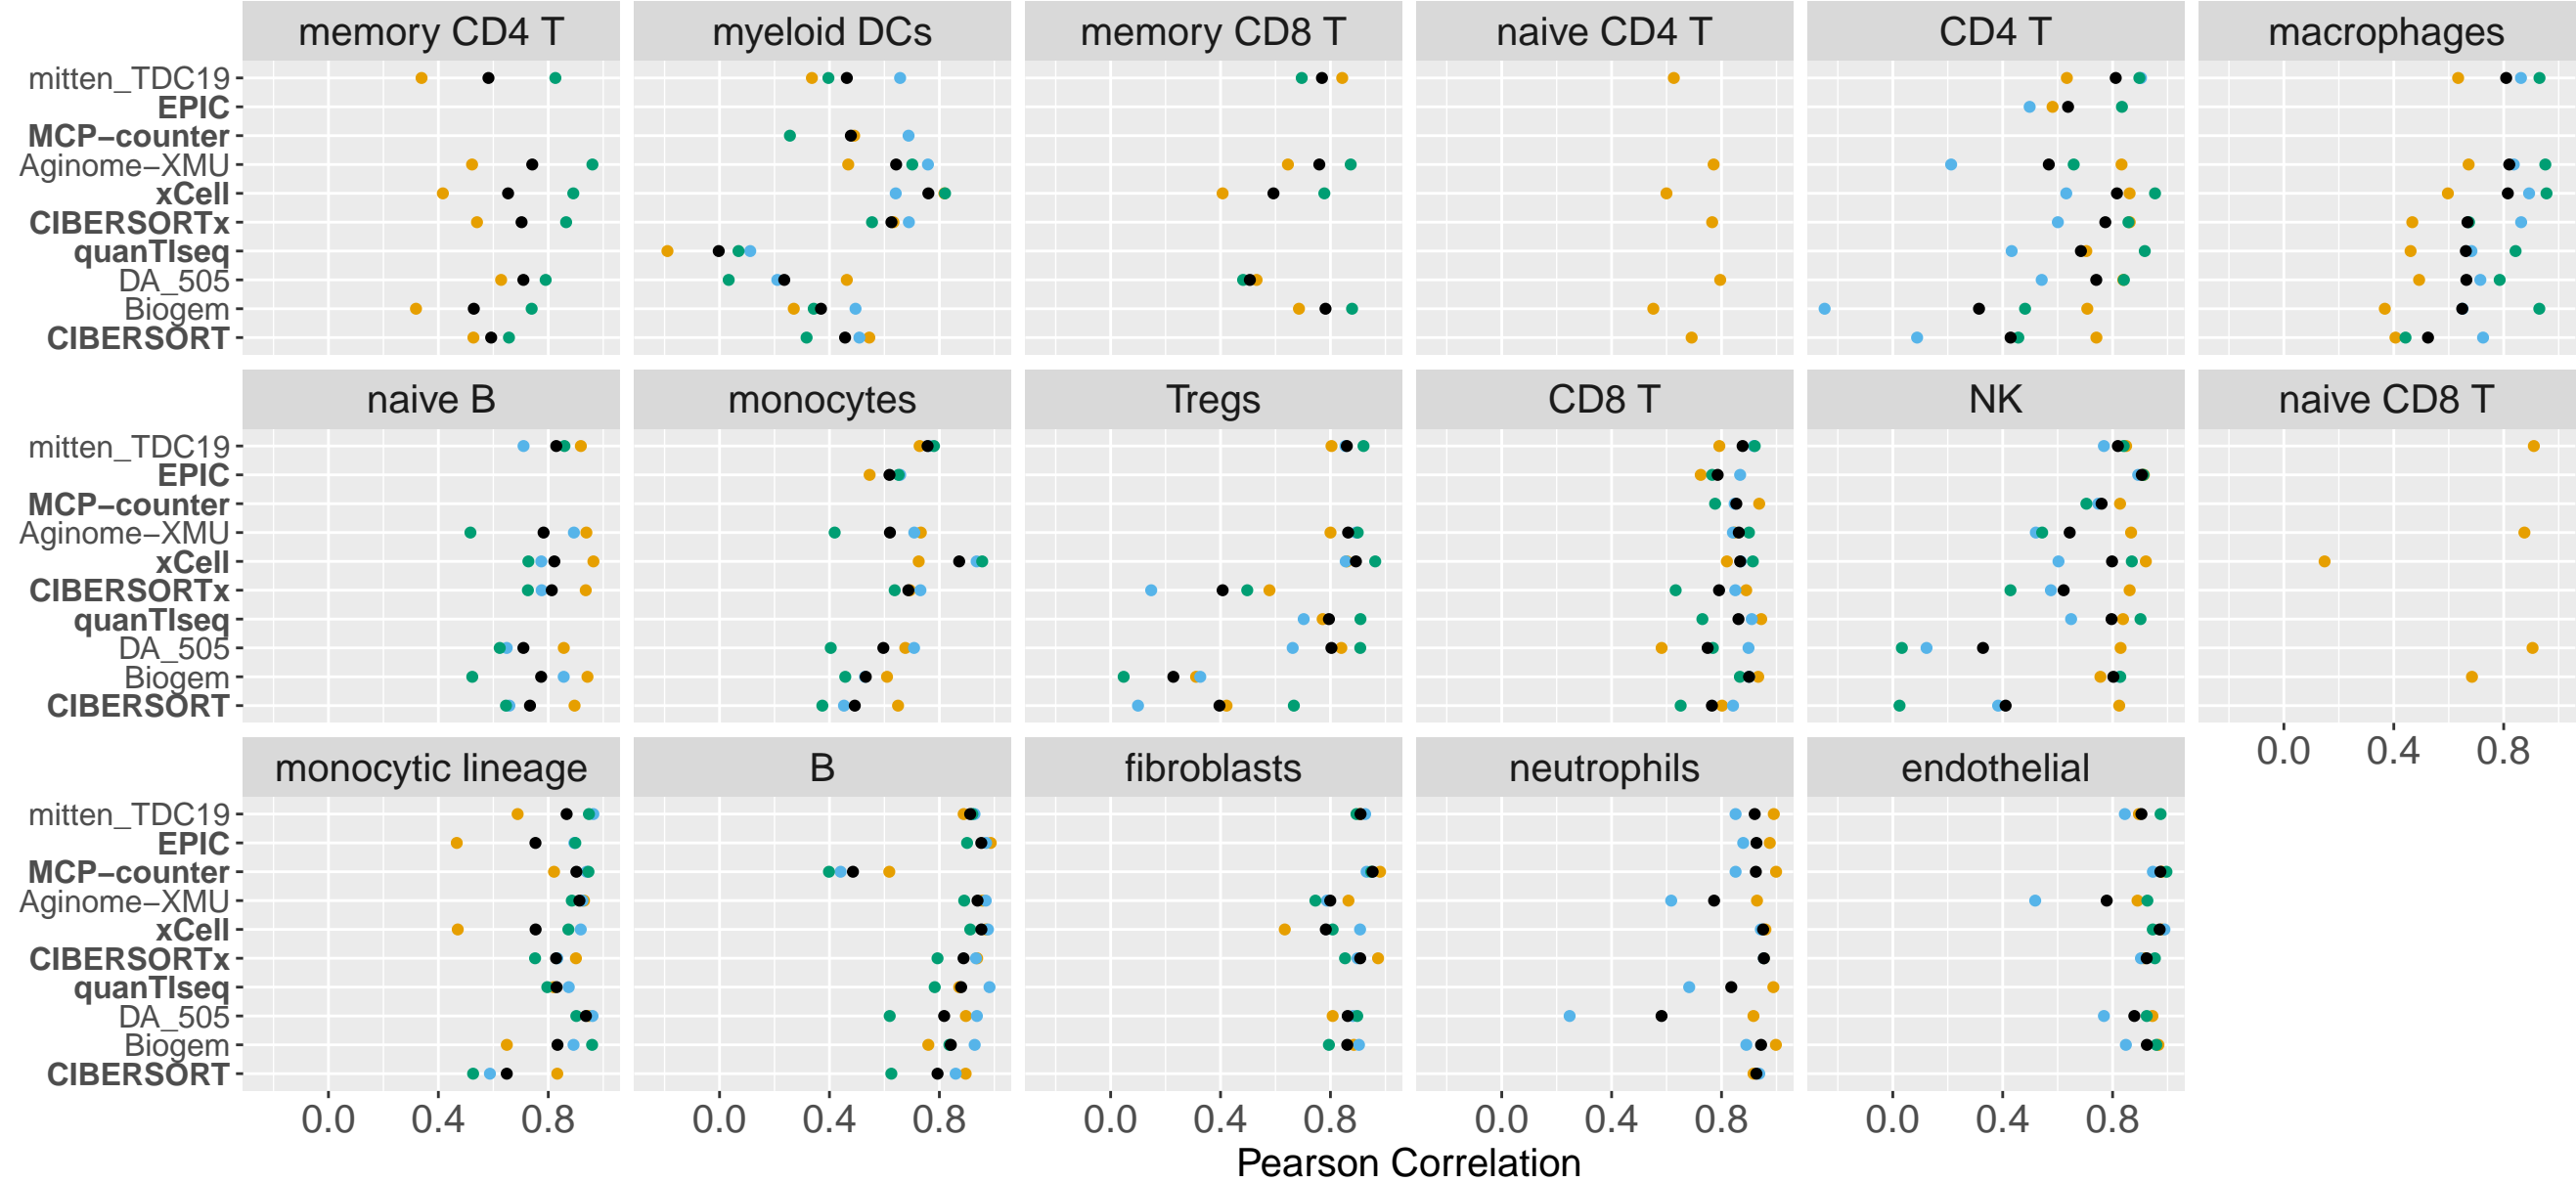 memory CD4 T myeloid DCs memory CD8 T naive CD4 T CD4 T macrophages
mitten_TDC19
EPIC
MCP−counter
Aginome−XMU
xCell
CIBERSORTx
quanTIseq
DA_505
Biogem
CIBERSORT
naive B monocytes Tregs CD8 T NK naive CD8 T
mitten_TDC19
EPIC
MCP−counter
Aginome−XMU
xCell
CIBERSORTx
quanTIseq
DA_505
Biogem
CIBERSORT
0.0 0.4 0.8
monocytic lineage B fibroblasts neutrophils endothelial
mitten_TDC19
EPIC
MCP−counter
Aginome−XMU
xCell
CIBERSORTx
quanTIseq
DA_505
Biogem
CIBERSORT
0.0 0.4 0.8 0.0 0.4 0.8 0.0 0.4 0.8 0.0 0.4 0.8 0.0 0.4 0.8
Pearson Correlation